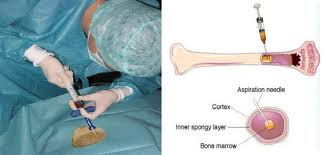 Aspiration needle
Cortex
Inner spongy layer
Bone marrow